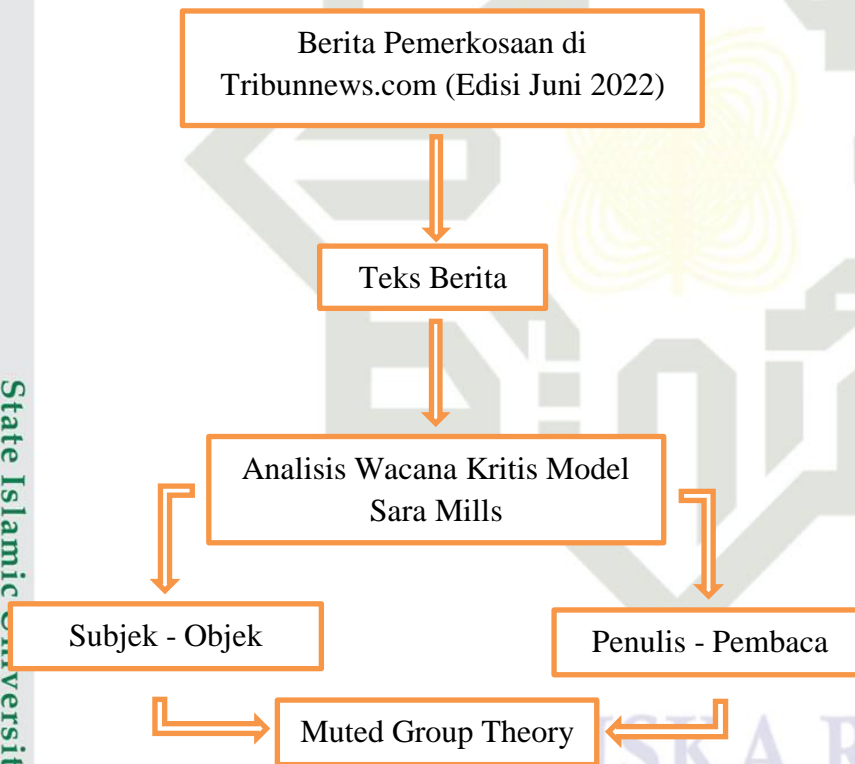 Berita Pemerkosaan di
Tribunnews.com (Edisi Juni 2022)
Teks Berita
Analisis Wacana Kritis Model
Sara Mills
Subjek - Objek
Penulis - Pembaca
Muted Group Theory
State Islamic